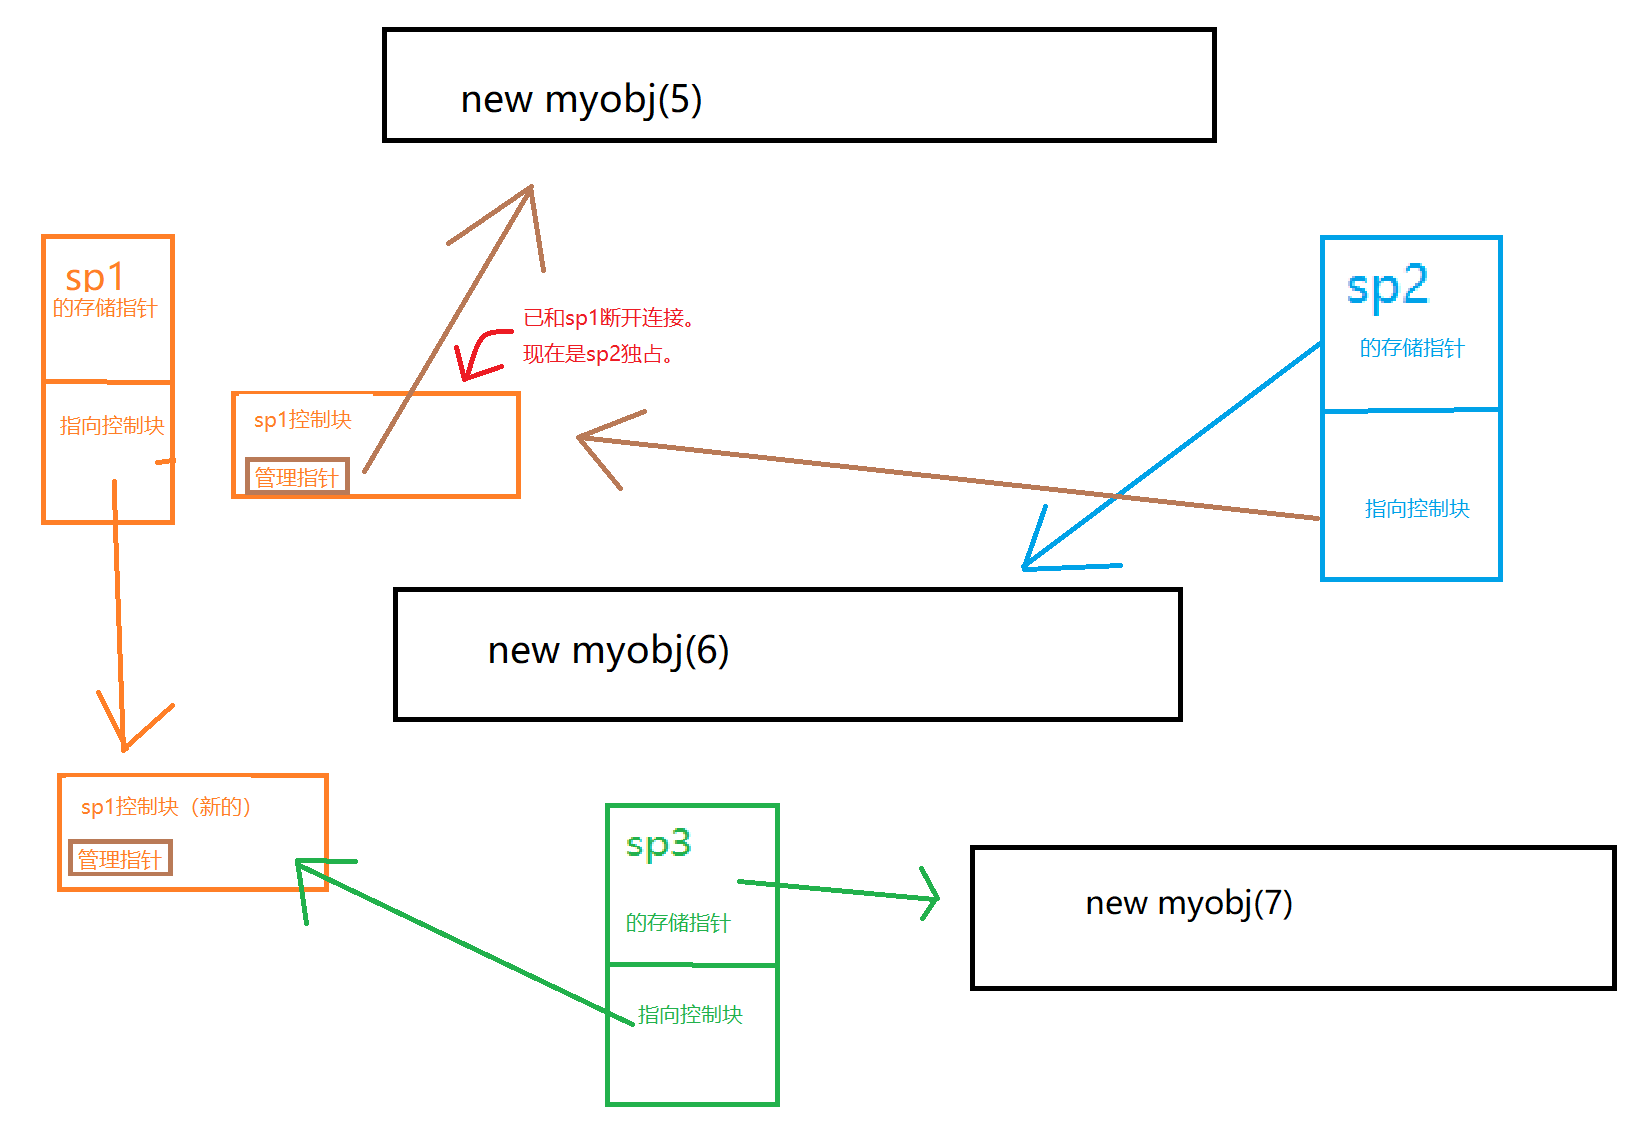 new myobj(5)
sp1
的存储指针
指向控制块
已和sp1断开连接。
现在是sp2独占。
sp1控制块
管理指针
sp2
的存储指针
指向控制块
new myobj(6)
sp1控制块（新的）
管理指针
sp3
的存储指针
指向控制块
new myobj(7)